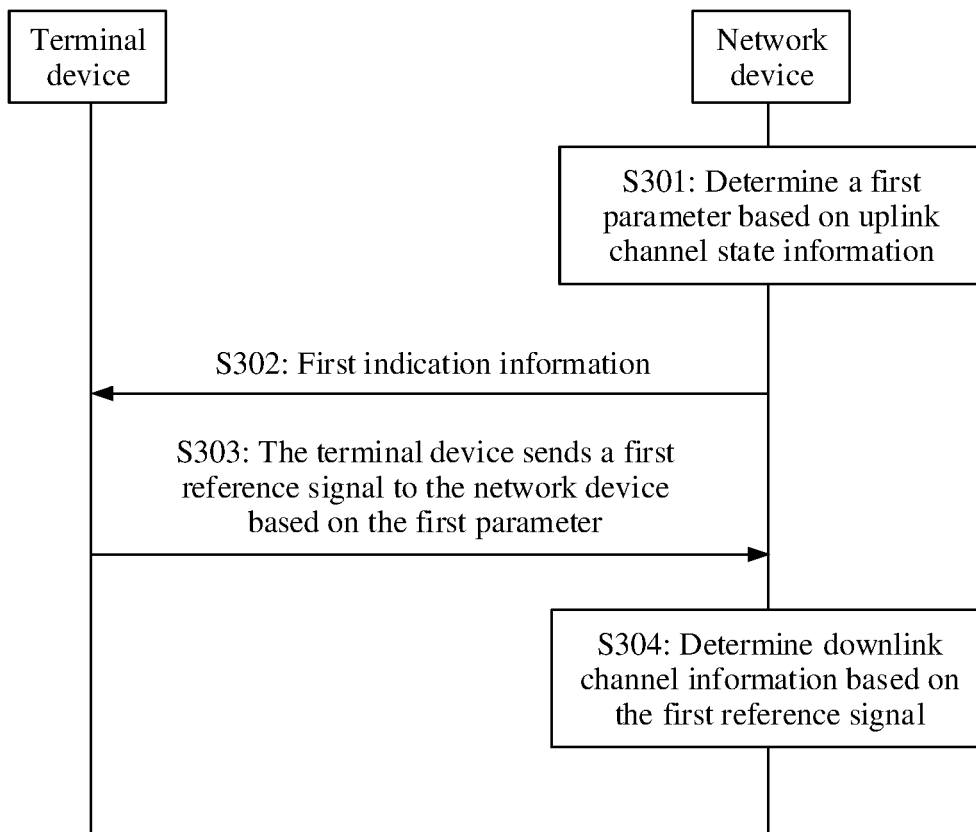 Terminal
device
Network
device
S301: Determine a first
parameter based on uplink
channel state information
S302: First indication information
S303: The terminal device sends a first
reference signal to the network device
based on the first parameter
S304: Determine downlink
channel information based on
the first reference signal